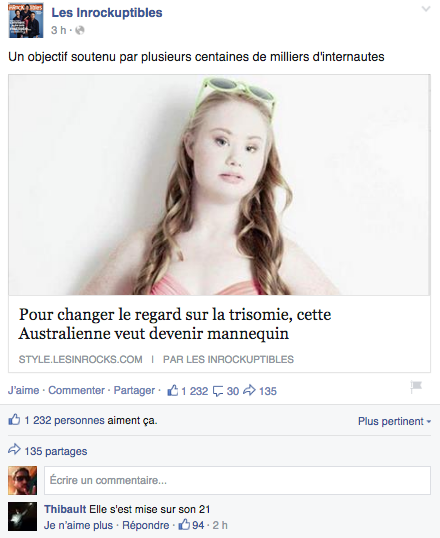 Les Inrockuptibles
3 h ·
Un objectif soutenu par plusieurs centaines de milliers d'internautes
Pour changer le regard sur la trisomie, cette
Australienne veut devenir mannequin
STYLE.LESINROCKS.COM | PAR LES INROCKUPTIBLES
J'aime · Commenter · Partager · 1 232 30 135
1 232 personnes aiment ça. Plus pertinent
135 partages
Écrire un commentaire...
Thibault Elle s'est mise sur son 21
Je n'aime plus · Répondre · 94 · 2 h